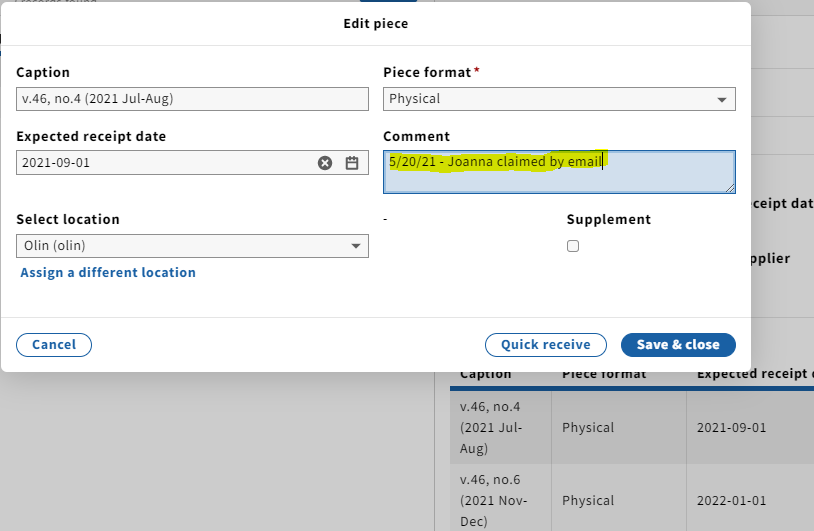 Edit piece
Caption
Piece format*
v.46, no.4 (2021 Jul-Aug)
Physical
Expected receipt date
Comment
2021-09-01
5/20/21 - Joanna claimed by email
Select location
-
Supplement
Olin (olin)
Assign a different location
Cancel
Quick receive
Save & close
Caption
Piece format
Expected receipt
v.46, no.4
(2021 Jul-
Aug)
Physical
2021-09-01
v.46, no.6
(2021 Nov-
Dec)
Physical
2022-01-01